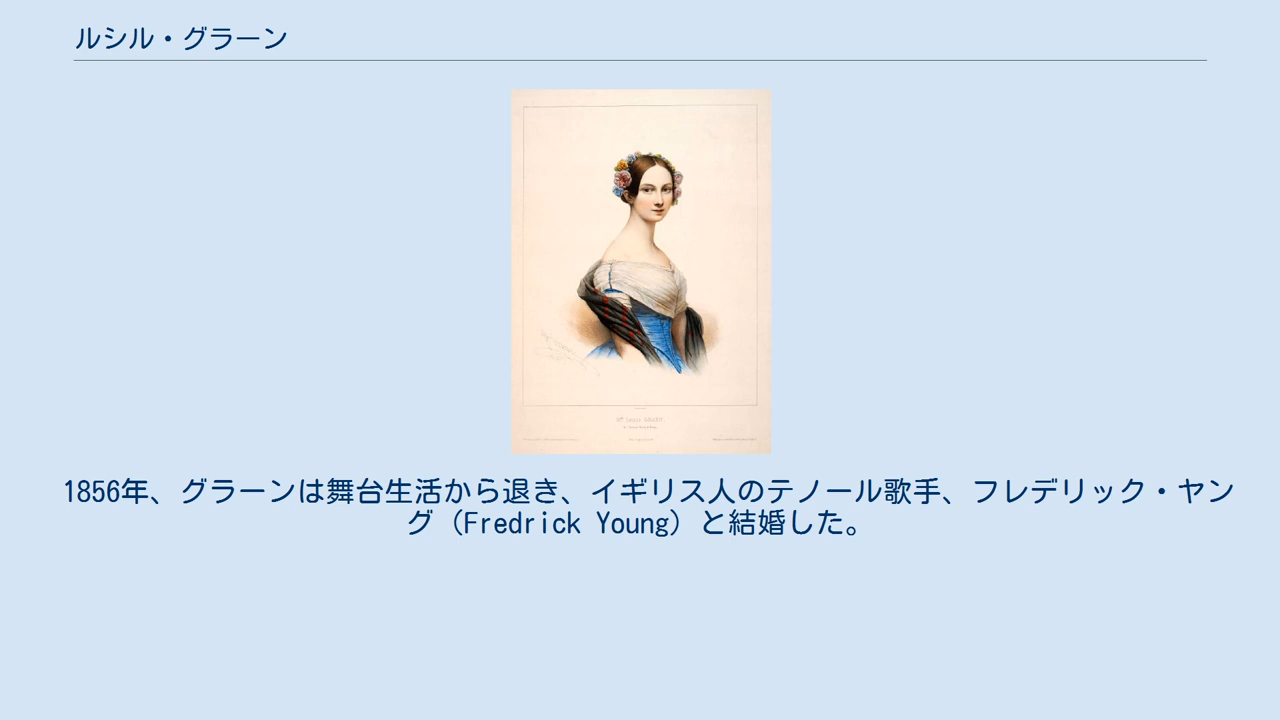 ルシル・グラーン
1856年、グラーンは舞台生活から退き、イギリス人のテノール歌手、フレデリック・ヤン
グ（Fredrick Young）と結婚した。